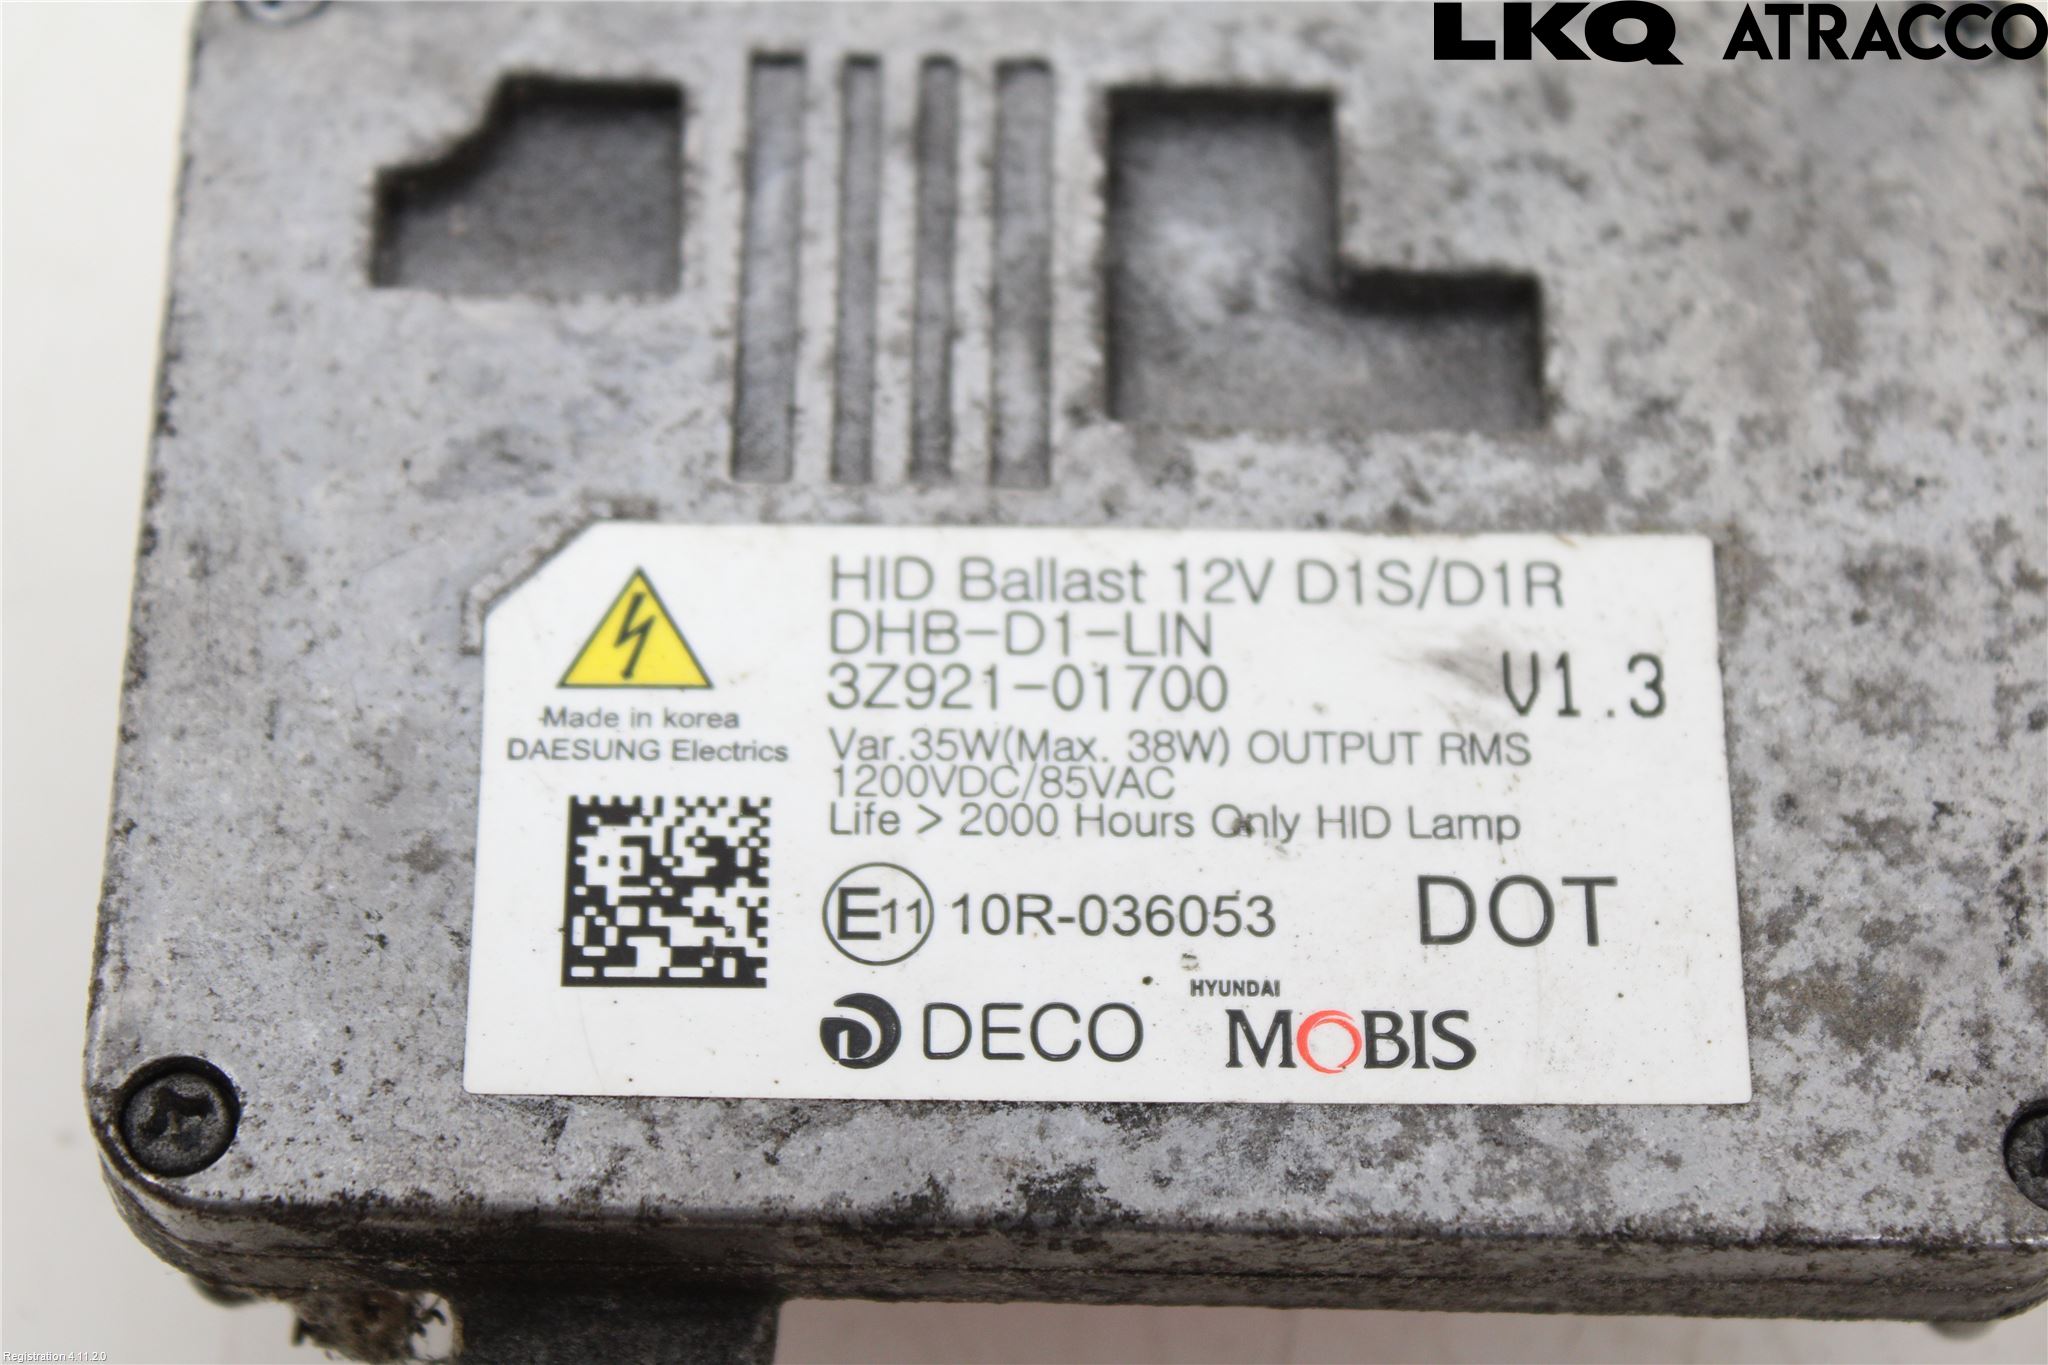 LKQ ATRACCO
HID Ballast 12V D1S/D1R
DHB-D1-LIN
3Z921-01700
V1.3
Made in korea
DAESUNG Electrics
Var.35W(Max. 38W) OUTPUT RMS
1200VDC/85VAC
Life > 2000 Hours Only HID Lamp
E11 10R-036053
DOT
DECO
HYUNDAI
MOBIS
Registration 4.11.2.0